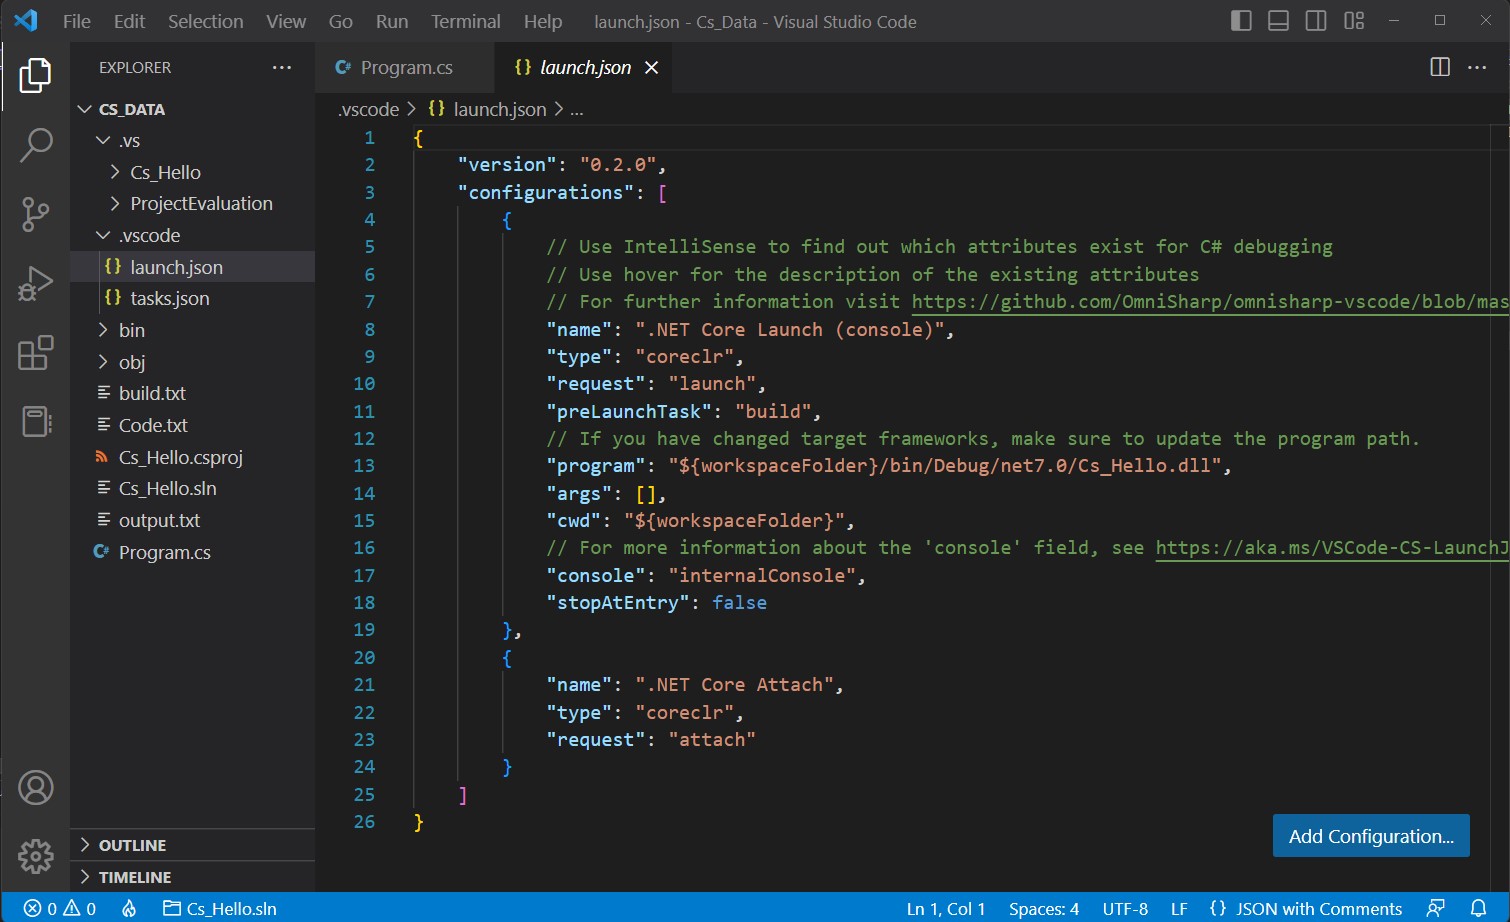 File Edit Selection View Go Run Terminal Help launch.json - Cs_Data - Visual Studio Code
EXPLORER
CS_DATA
.vs
Cs_Hello
ProjectEvaluation
.vscode
{} launch.json
{} tasks.json
bin
obj
build.txt
Code.txt
Cs_Hello.csproj
Cs_Hello.sln
output.txt
C# Program.cs
OUTLINE
TIMELINE
C# Program.cs {} launch.json
.vscode > {} launch.json > ...
1 {
2 "version": "0.2.0",
3 "configurations": [
4 {
5 // Use IntelliSense to find out which attributes exist for C# debugging
6 // Use hover for the description of the existing attributes
7 // For further information visit https://github.com/OmniSharp/omnisharp-vscode/blob/mas
8 "name": ".NET Core Launch (console)",
9 "type": "coreclr",
10 "request": "launch",
11 "preLaunchTask": "build",
12 // If you have changed target frameworks, make sure to update the program path.
13 "program": "${workspaceFolder}/bin/Debug/net7.0/Cs_Hello.dll",
14 "args": [],
15 "cwd": "${workspaceFolder}",
16 // For more information about the 'console' field, see https://aka.ms/VSCode-CS-LaunchJ
17 "console": "internalConsole",
18 "stopAtEntry": false
19 },
20 {
21 "name": ".NET Core Attach",
22 "type": "coreclr",
23 "request": "attach"
24 }
25 ]
26 }
Add Configuration...
0 0 Cs_Hello.sln Ln 1, Col 1 Spaces: 4 UTF-8 LF {} JSON with Comments